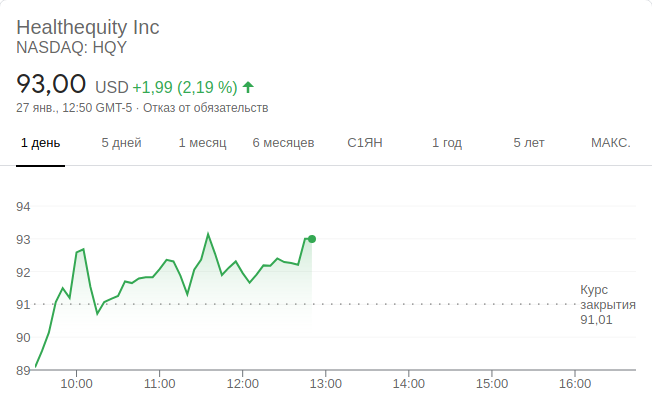 Healthequity Inc
NASDAQ: HQY
93,00 USD +1,99 (2,19 %)
27 янв., 12:50 GMT-5 · Отказ от обязательств
1 день 5 дней 1 месяц 6 месяцев С1ЯН 1 год 5 лет МАКС.
94
93
92
91
90
89
Курс
закрытия
91,01
10:00 11:00 12:00 13:00 14:00 15:00 16:00